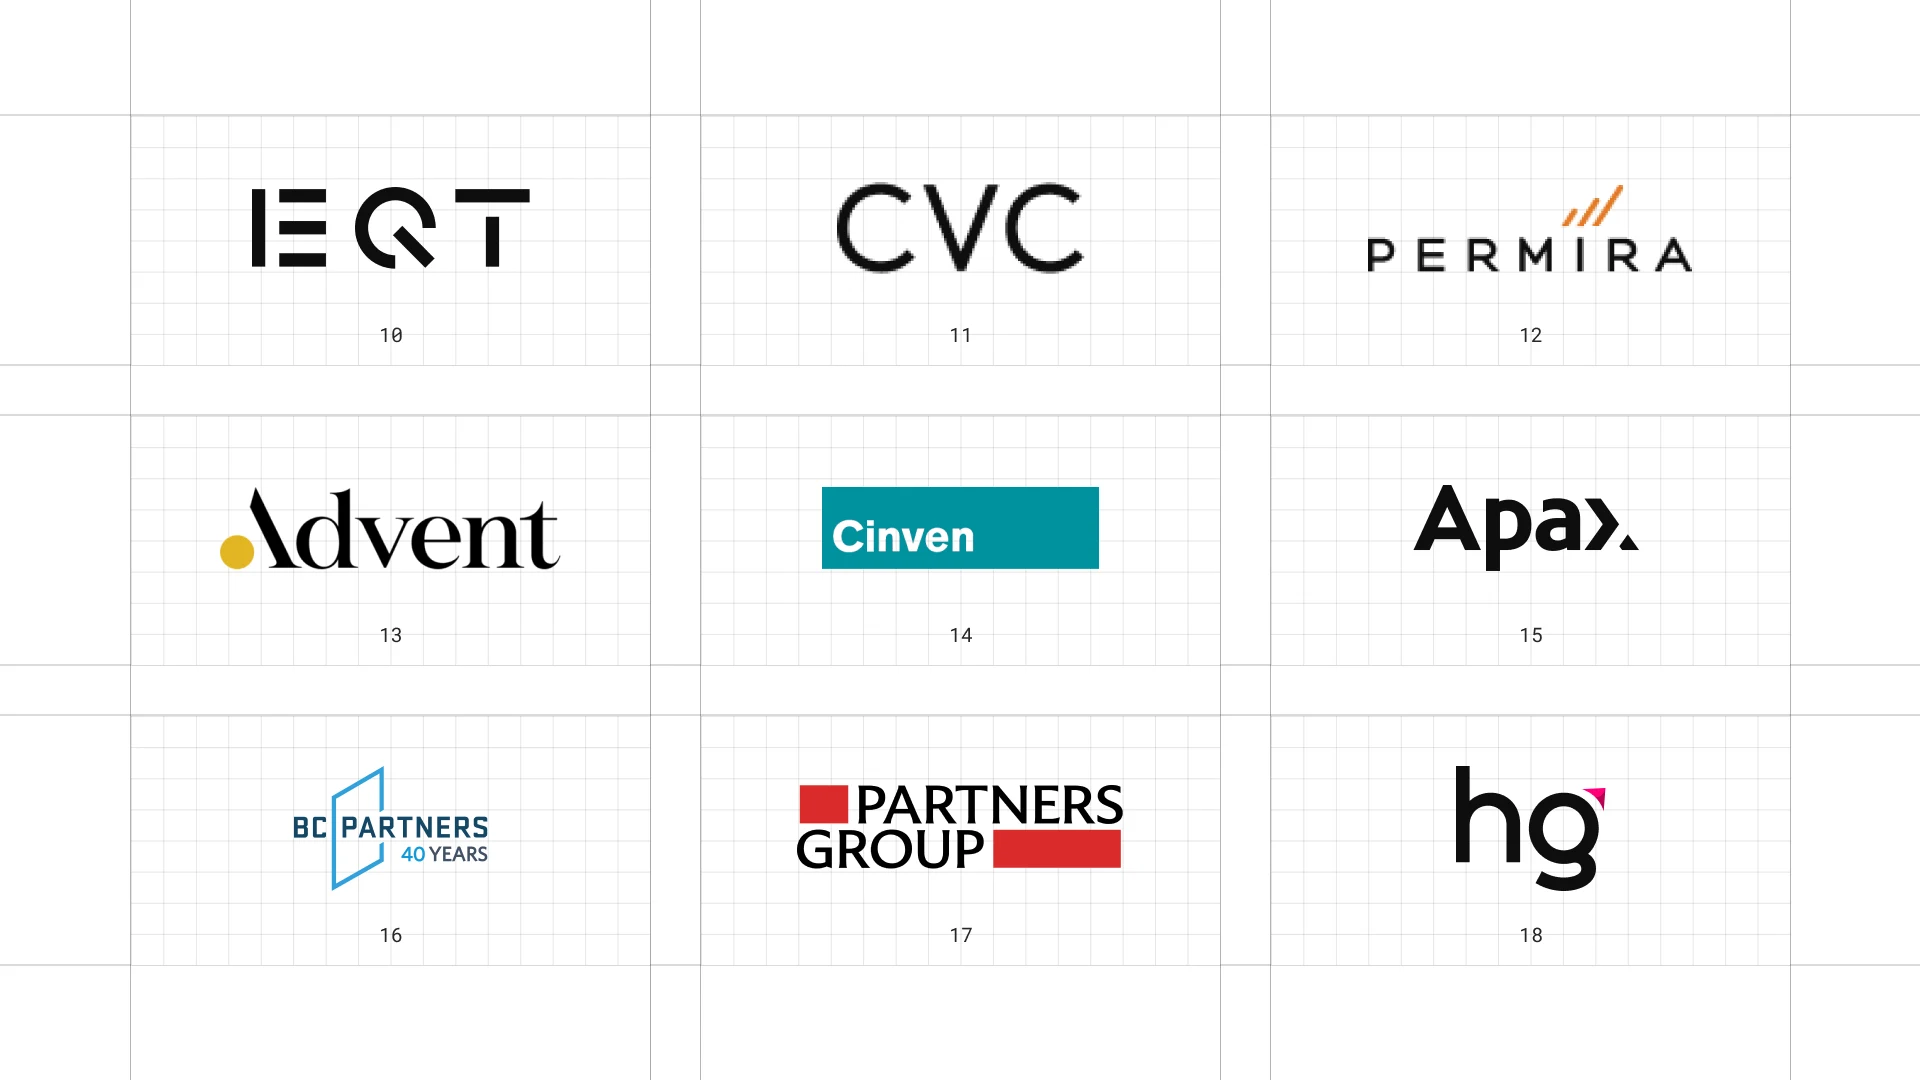 EQT
CVC
PERMIRA
10
11
12
Advent
Cinven
Apax
13
14
15
BC PARTNERS
40 YEARS
PARTNERS
GROUP
hg
16
17
18